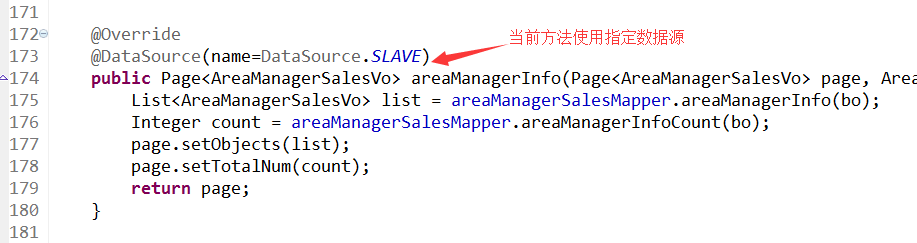 171
172 @Override
173 @DataSource(name=DataSource.SLAVE) 当前方法使用指定数据源
174 public Page<AreaManagerSalesVo> areaManagerInfo(Page<AreaManagerSalesVo> page, Area
175 List<AreaManagerSalesVo> list = areaManagerSalesMapper.areaManagerInfo(bo);
176 Integer count = areaManagerSalesMapper.areaManagerInfoCount(bo);
177 page.setObjects(list);
178 page.setTotalNum(count);
179 return page;
180 }
181